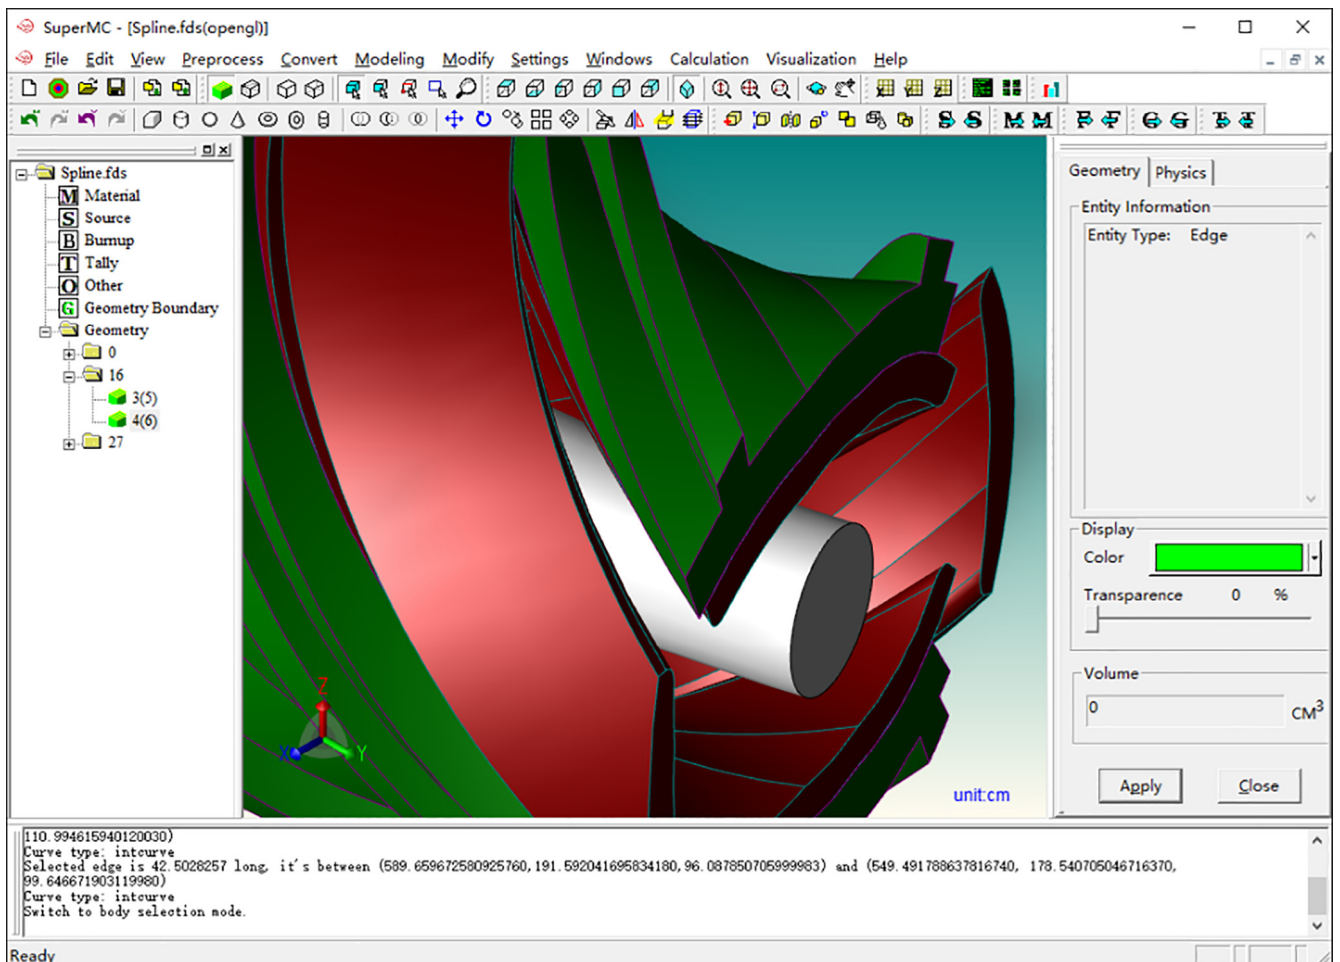 SuperMC - [Spline.fds(opengl)]
File Edit View Preprocess Convert Modeling Modify Settings Windows Calculation Visualization Help
S S M M F F G G T T
Spline.fds
M Material
S Source
B Burnup
T Tally
O Other
G Geometry Boundary
Geometry
0
16
3(5)
4(6)
27
Z
X
Y
unit:cm
Geometry Physics
Entity Information
Entity Type: Edge
Display
Color
Transparence 0 %
Volume
0 CM3
Apply Close
110.994615940120030)
Curve type: intcurve
Selected edge is 42.5028257 long, it's between (589.659672580925760,191.592041695834180,96.087850705999983) and (549.491788637816740, 178.540705046716370,
99.646671903119980)
Curve type: intcurve
Switch to body selection mode.
Ready